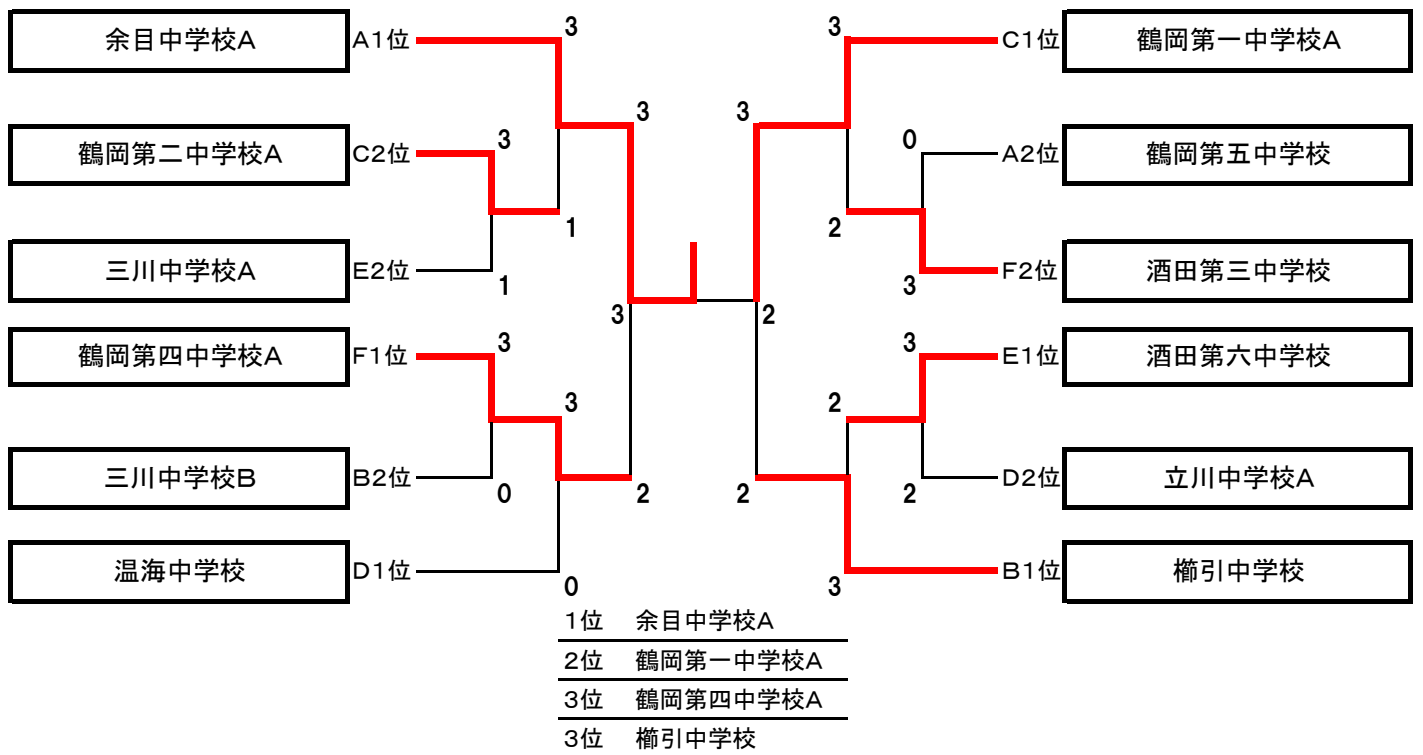 3 3
余目中学校A A1位 C1位 鶴岡第一中学校A
3 3
鶴岡第二中学校A C2位 3 0 A2位 鶴岡第五中学校
1 2
三川中学校A E2位 1 3 F2位 酒田第三中学校
3 2
鶴岡第四中学校A F1位 3 3 E1位 酒田第六中学校
3 2
三川中学校B B2位 0 2 2 2 D2位 立川中学校A
温海中学校 D1位 0 3 B1位 櫛引中学校
1位 余目中学校A
2位 鶴岡第一中学校A
3位 鶴岡第四中学校A
3位 櫛引中学校